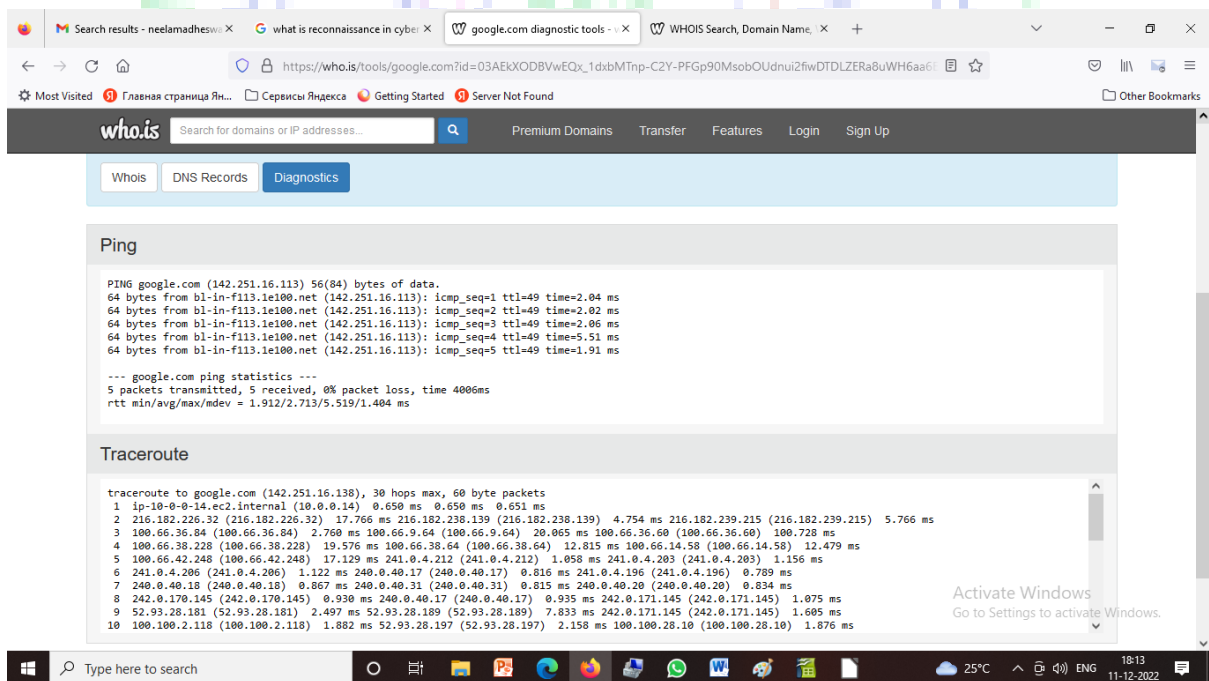 Search results - neelamadheswa
what is reconnaissance in cyber
google.com diagnostic tools - w
WHOIS Search, Domain Name,
https://who.is/tools/google.com?id=03AEkXODBVwEQx_1dxbMTnp-C2Y-PFGp90MsobOUdnui2fiwDTDLZERa8uWH6aa6
Most Visited Главная страница Ян... Сервисы Яндекса Getting Started Server Not Found Other Bookmarks
who.is Search for domains or IP addresses... Premium Domains Transfer Features Login Sign Up
Whois DNS Records Diagnostics
Ping
PING google.com (142.251.16.113) 56(84) bytes of data.
64 bytes from bl-in-f113.1e100.net (142.251.16.113): icmp_seq=1 ttl=49 time=2.04 ms
64 bytes from bl-in-f113.1e100.net (142.251.16.113): icmp_seq=2 ttl=49 time=2.02 ms
64 bytes from bl-in-f113.1e100.net (142.251.16.113): icmp_seq=3 ttl=49 time=2.06 ms
64 bytes from bl-in-f113.1e100.net (142.251.16.113): icmp_seq=4 ttl=49 time=5.51 ms
64 bytes from bl-in-f113.1e100.net (142.251.16.113): icmp_seq=5 ttl=49 time=1.91 ms
--- google.com ping statistics ---
5 packets transmitted, 5 received, 0% packet loss, time 4006ms
rtt min/avg/max/mdev = 1.912/2.713/5.519/1.404 ms
Traceroute
traceroute to google.com (142.251.16.138), 30 hops max, 60 byte packets
1 ip-10-0-0-14.ec2.internal (10.0.0.14) 0.650 ms 0.650 ms 0.651 ms
2 216.182.226.32 (216.182.226.32) 17.766 ms 216.182.238.139 (216.182.238.139) 4.754 ms 216.182.239.215 (216.182.239.215) 5.766 ms
3 100.66.36.84 (100.66.36.84) 2.760 ms 100.66.9.64 (100.66.9.64) 20.065 ms 100.66.36.60 (100.66.36.60) 100.728 ms
4 100.66.38.228 (100.66.38.228) 19.576 ms 100.66.38.64 (100.66.38.64) 12.815 ms 100.66.14.58 (100.66.14.58) 12.479 ms
5 100.66.42.248 (100.66.42.248) 17.129 ms 241.0.4.212 (241.0.4.212) 1.058 ms 241.0.4.203 (241.0.4.203) 1.156 ms
6 241.0.4.206 (241.0.4.206) 1.122 ms 240.0.40.17 (240.0.40.17) 0.816 ms 241.0.4.196 (241.0.4.196) 0.789 ms
7 240.0.40.18 (240.0.40.18) 0.867 ms 240.0.40.31 (240.0.40.31) 0.815 ms 240.0.40.20 (240.0.40.20) 0.834 ms
8 242.0.170.145 (242.0.170.145) 0.930 ms 240.0.40.17 (240.0.40.17) 0.935 ms 242.0.171.145 (242.0.171.145) 1.075 ms
9 52.93.28.181 (52.93.28.181) 2.497 ms 52.93.28.189 (52.93.28.189) 7.833 ms 242.0.171.145 (242.0.171.145) 1.605 ms
10 100.100.2.118 (100.100.2.118) 1.882 ms 52.93.28.197 (52.93.28.197) 2.158 ms 100.100.28.10 (100.100.28.10) 1.876 ms
Activate Windows
Go to Settings to activate Windows.
Type here to search
25°C ENG 18:13
11-12-2022